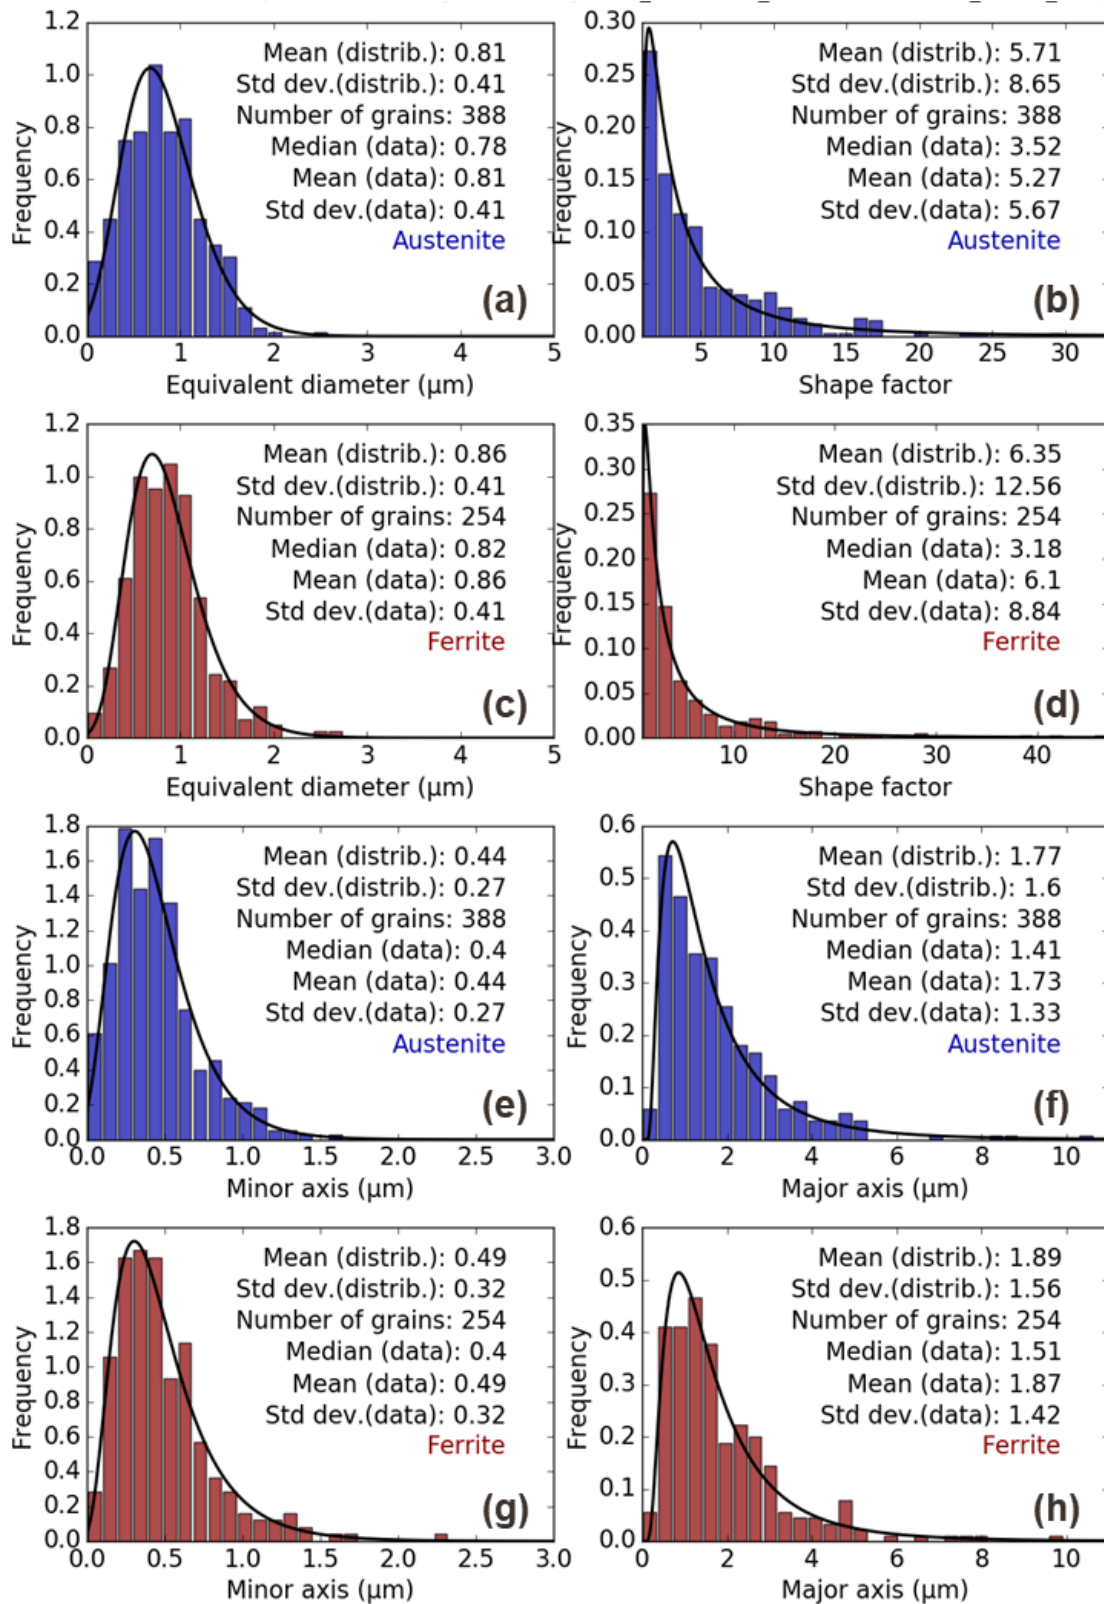 1.2
1.0
0.8
0.6
0.4
0.2
0.0
Frequency
Mean (distrib.): 0.81
Std dev.(distrib.): 0.41
Number of grains: 388
Median (data): 0.78
Mean (data): 0.81
Std dev.(data): 0.41
Austenite
(a)
0 1 2 3 4 5
Equivalent diameter (μm)
0.30
0.25
0.20
0.15
0.10
0.05
0.00
Frequency
Mean (distrib.): 5.71
Std dev.(distrib.): 8.65
Number of grains: 388
Median (data): 3.52
Mean (data): 5.27
Std dev.(data): 5.67
Austenite
(b)
5 10 15 20 25 30
Shape factor
1.2
1.0
0.8
0.6
0.4
0.2
0.0
Frequency
Mean (distrib.): 0.86
Std dev.(distrib.): 0.41
Number of grains: 254
Median (data): 0.82
Mean (data): 0.86
Std dev.(data): 0.41
Ferrite
(c)
0 1 2 3 4 5
Equivalent diameter (μm)
0.35
0.30
0.25
0.20
0.15
0.10
0.05
0.00
Frequency
Mean (distrib.): 6.35
Std dev.(distrib.): 12.56
Number of grains: 254
Median (data): 3.18
Mean (data): 6.1
Std dev.(data): 8.84
Ferrite
(d)
10 20 30 40
Shape factor
1.8
1.6
1.4
1.2
1.0
0.8
0.6
0.4
0.2
0.0
Frequency
Mean (distrib.): 0.44
Std dev.(distrib.): 0.27
Number of grains: 388
Median (data): 0.4
Mean (data): 0.44
Std dev.(data): 0.27
Austenite
(e)
0.0 0.5 1.0 1.5 2.0 2.5 3.0
Minor axis (μm)
0.6
0.5
0.4
0.3
0.2
0.1
0.0
Frequency
Mean (distrib.): 1.77
Std dev.(distrib.): 1.6
Number of grains: 388
Median (data): 1.41
Mean (data): 1.73
Std dev.(data): 1.33
Austenite
(f)
0 2 4 6 8 10
Major axis (μm)
1.8
1.6
1.4
1.2
1.0
0.8
0.6
0.4
0.2
0.0
Frequency
Mean (distrib.): 0.49
Std dev.(distrib.): 0.32
Number of grains: 254
Median (data): 0.4
Mean (data): 0.49
Std dev.(data): 0.32
Ferrite
(g)
0.0 0.5 1.0 1.5 2.0 2.5 3.0
Minor axis (μm)
0.6
0.5
0.4
0.3
0.2
0.1
0.0
Frequency
Mean (distrib.): 1.89
Std dev.(distrib.): 1.56
Number of grains: 254
Median (data): 1.51
Mean (data): 1.87
Std dev.(data): 1.42
Ferrite
(h)
0 2 4 6 8 10
Major axis (μm)